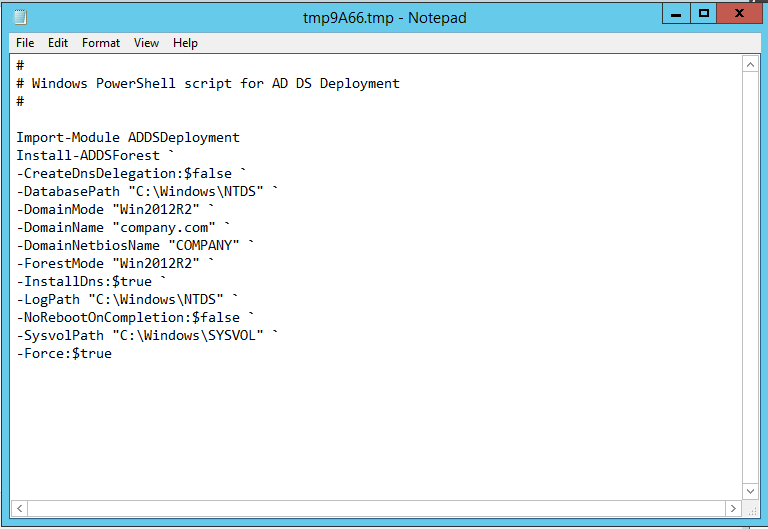 tmp9A66.tmp - Notepad
File Edit Format View Help
#
# Windows PowerShell script for AD DS Deployment
#
Import-Module ADDSDeployment
Install-ADDSForest `
-CreateDnsDelegation:$false `
-DatabasePath "C:\Windows\NTDS" `
-DomainMode "Win2012R2" `
-DomainName "company.com" `
-DomainNetbiosName "COMPANY" `
-ForestMode "Win2012R2" `
-InstallDns:$true `
-LogPath "C:\Windows\NTDS" `
-NoRebootOnCompletion:$false `
-SysvolPath "C:\Windows\SYSVOL" `
-Force:$true